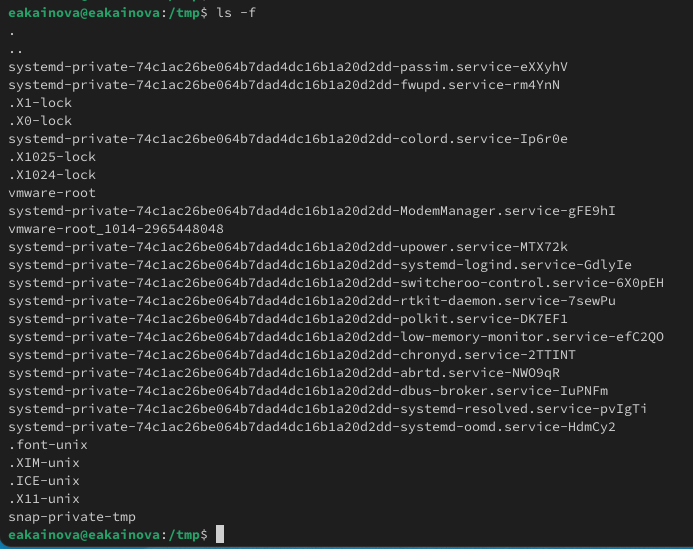 eakainova@eakainova:/tmp$ ls -f
.
..
systemd-private-74c1ac26be064b7dad4dc16b1a20d2dd-passim.service-eXXyhV
systemd-private-74c1ac26be064b7dad4dc16b1a20d2dd-fwupd.service-rm4YnN
.X1-lock
.X0-lock
systemd-private-74c1ac26be064b7dad4dc16b1a20d2dd-colord.service-Ip6r0e
.X1025-lock
.X1024-lock
vmware-root
systemd-private-74c1ac26be064b7dad4dc16b1a20d2dd-ModemManager.service-gFE9hI
vmware-root_1014-2965448048
systemd-private-74c1ac26be064b7dad4dc16b1a20d2dd-upower.service-MTX72k
systemd-private-74c1ac26be064b7dad4dc16b1a20d2dd-systemd-logind.service-GdlyIe
systemd-private-74c1ac26be064b7dad4dc16b1a20d2dd-switcheroo-control.service-6X0pEH
systemd-private-74c1ac26be064b7dad4dc16b1a20d2dd-rtkit-daemon.service-7sewPu
systemd-private-74c1ac26be064b7dad4dc16b1a20d2dd-polkit.service-DK7EF1
systemd-private-74c1ac26be064b7dad4dc16b1a20d2dd-low-memory-monitor.service-efC2QO
systemd-private-74c1ac26be064b7dad4dc16b1a20d2dd-chronyd.service-2TTINT
systemd-private-74c1ac26be064b7dad4dc16b1a20d2dd-abrtd.service-NWO9qR
systemd-private-74c1ac26be064b7dad4dc16b1a20d2dd-dbus-broker.service-IuPNFm
systemd-private-74c1ac26be064b7dad4dc16b1a20d2dd-systemd-resolved.service-pvIgTi
systemd-private-74c1ac26be064b7dad4dc16b1a20d2dd-systemd-oomd.service-HdmCy2
.font-unix
.XIM-unix
.ICE-unix
.X11-unix
snap-private-tmp
eakainova@eakainova:/tmp$